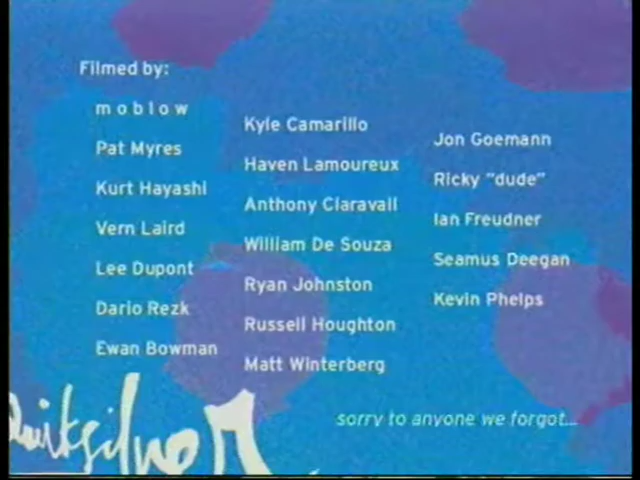 Filmed by:
moblow
Pat Myres
Kurt Hayashi
Vern Laird
Lee Dupont
Dario Rezk
Ewan Bowman
Kyle Camarillo
Haven Lamoureux
Anthony Claravall
William De Souza
Ryan Johnston
Russell Houghton
Matt Winterberg
Jon Goemann
Ricky "dude"
Ian Freudner
Seamus Deegan
Kevin Phelps
sorry to anyone we forgot...
Quiksilver